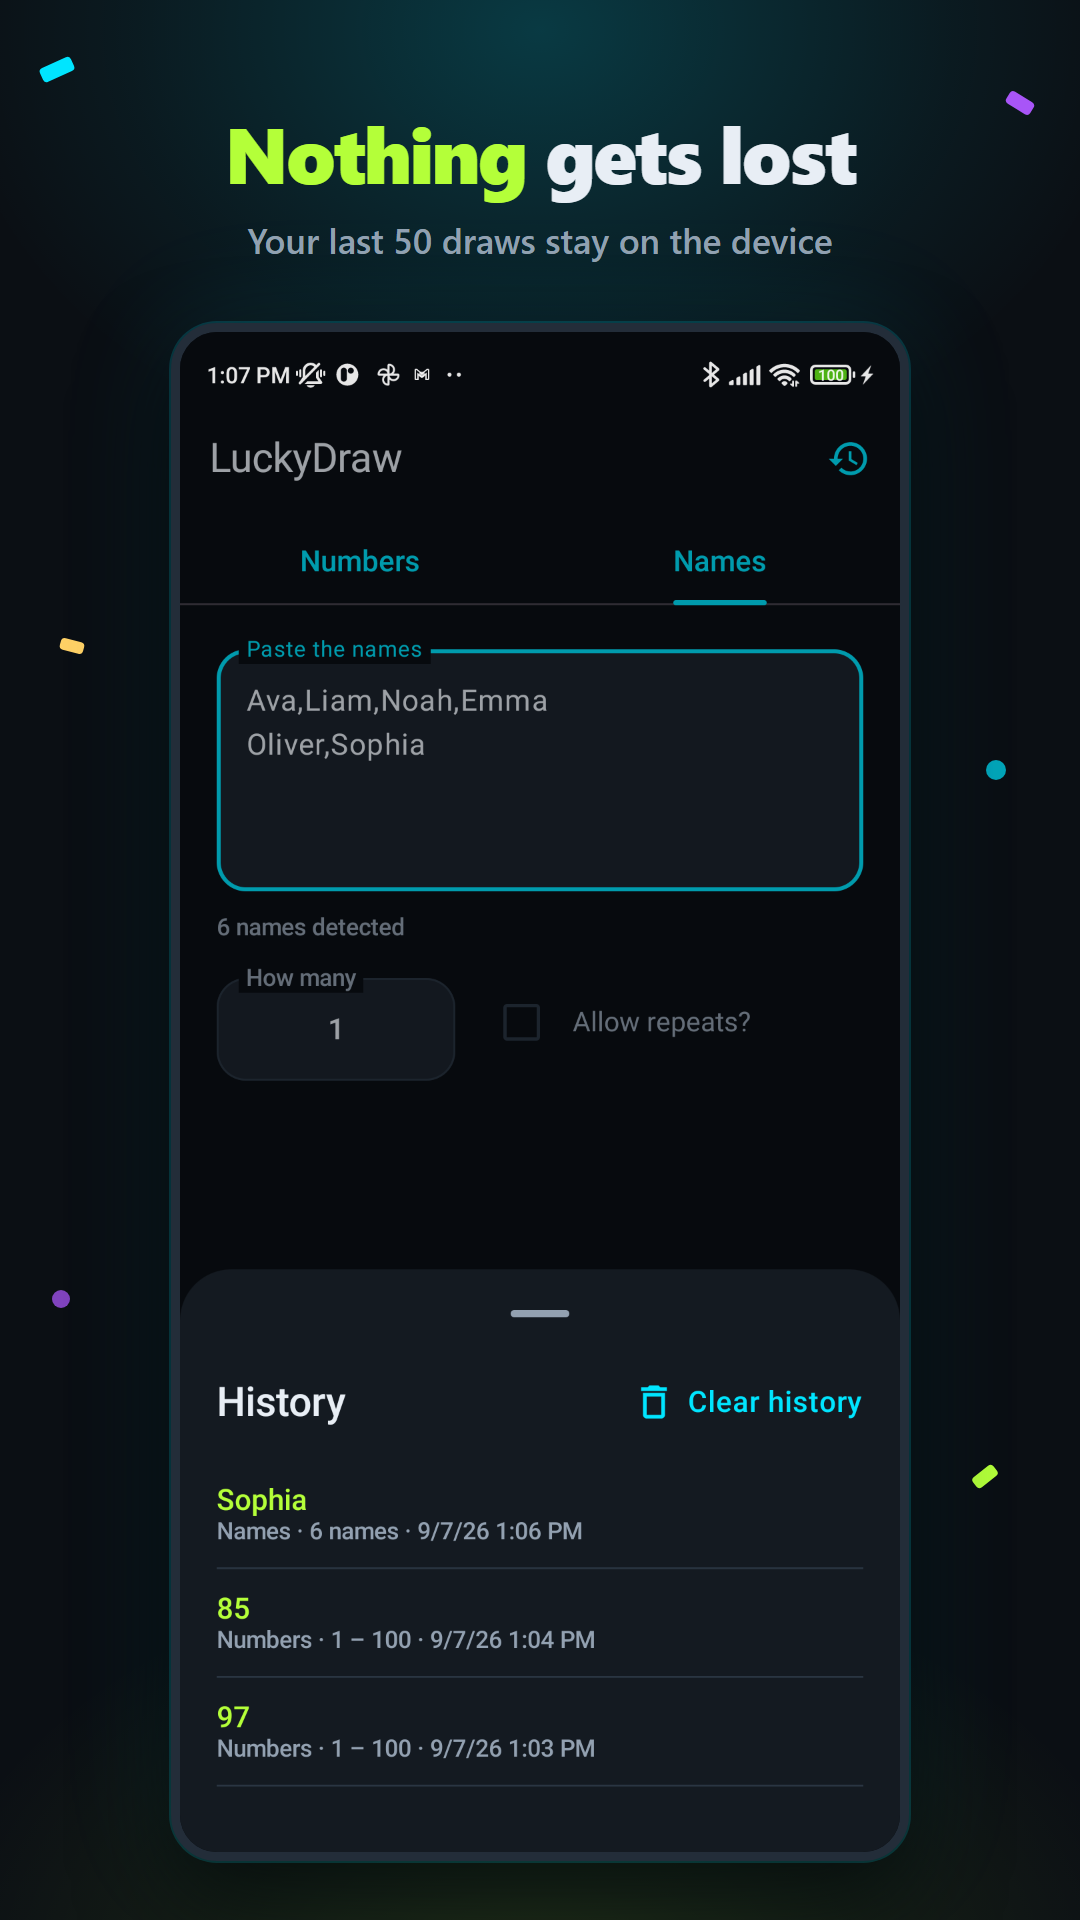 Nothing gets lost
Your last 50 draws stay on the device
1:07 PM
100
LuckyDraw
Numbers
Names
Paste the names
Ava,Liam,Noah,Emma
Oliver,Sophia
6 names detected
How many
1
Allow repeats?
History
Clear history
Sophia
Names · 6 names · 9/7/26 1:06 PM
85
Numbers · 1 – 100 · 9/7/26 1:04 PM
97
Numbers · 1 – 100 · 9/7/26 1:03 PM